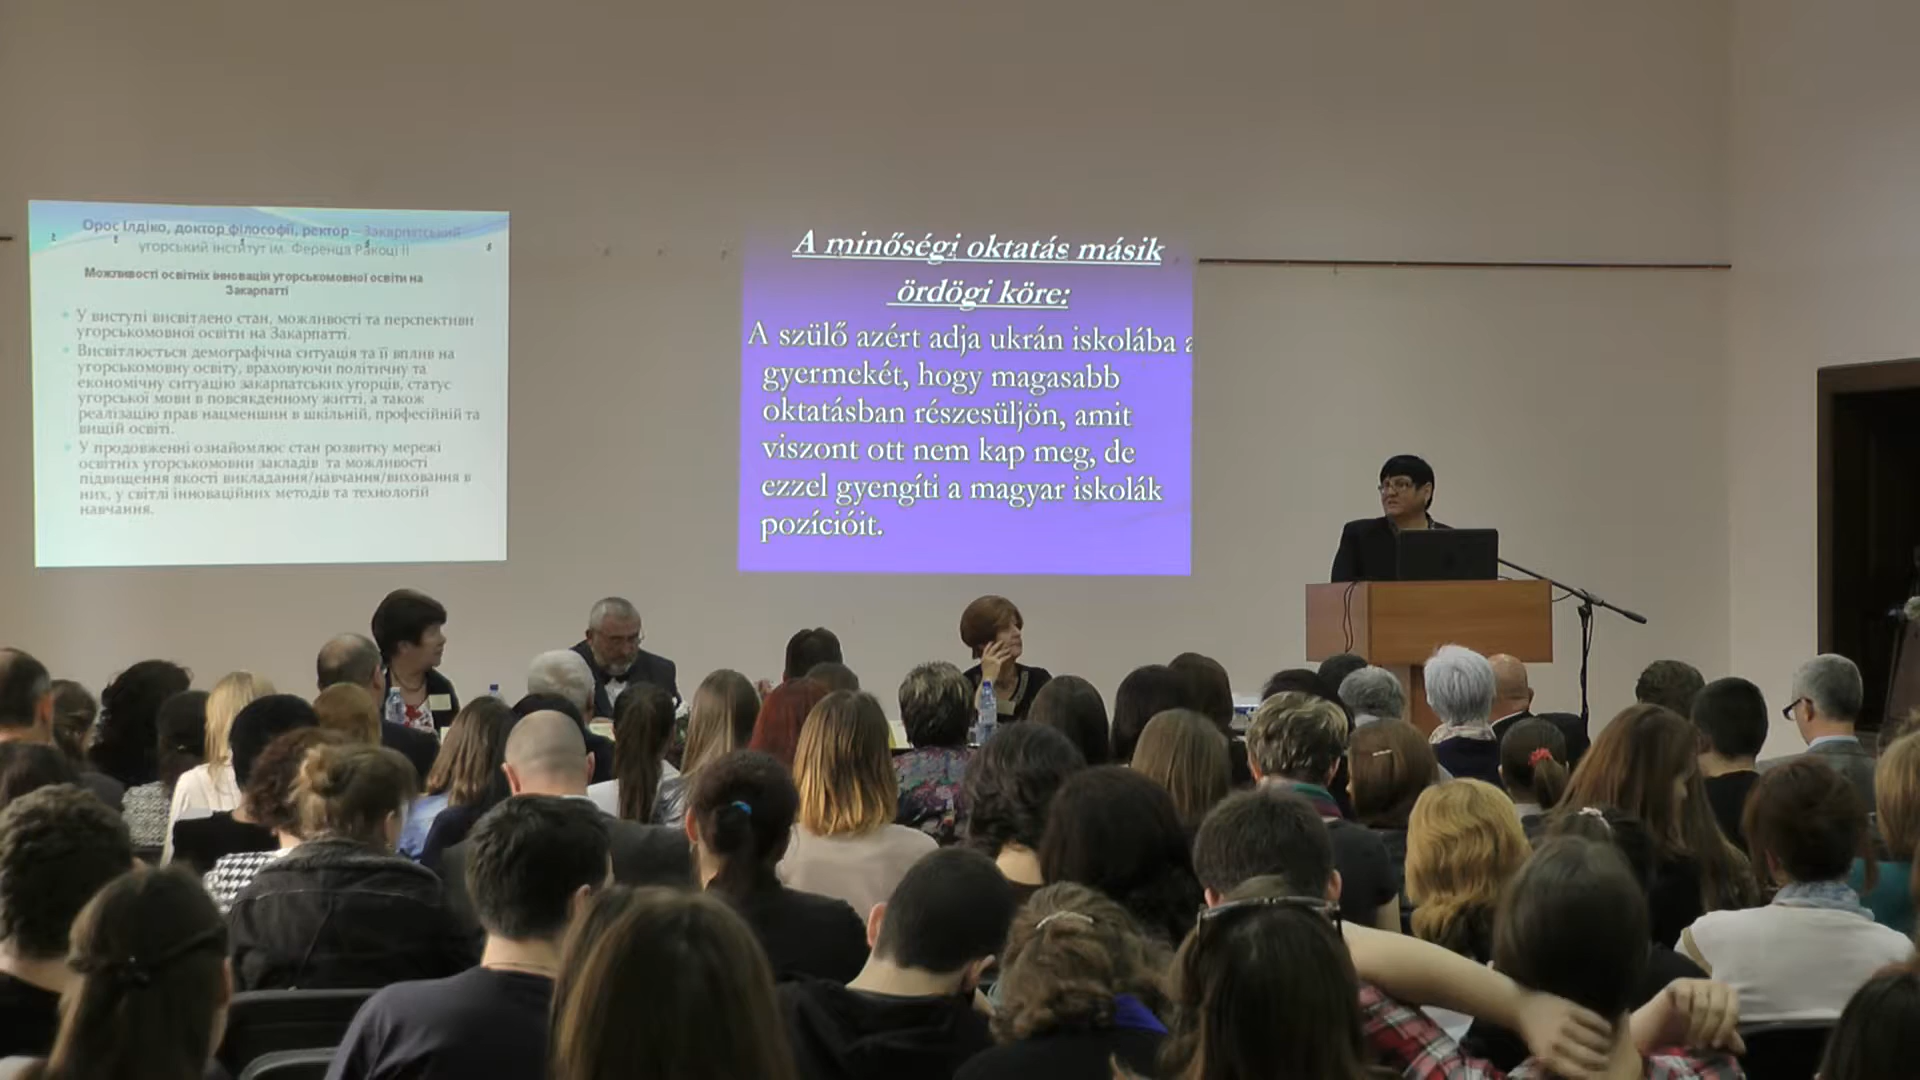 Орос Ілдіко, доктор філософії, ректор – Закарпатський
угорський інститут ім. Ференца Ракоці ІІ
Можливості освітніх інновацій угорськомовної освіти на
Закарпатті
У виступі висвітлено стан, можливості та перспективи
угорськомовної освіти на Закарпатті.
Висвітлюється демографічна ситуація та її вплив на
угорськомовну освіту, враховуючи політичну та
економічну ситуацію закарпатських угорців, статус
угорської мови в повсякденному житті, а також
реалізацію прав нацменшин в шкільній, професійній та
вищій освіті.
У продовженні ознайомлює стан розвитку мережі
освітніх угорськомовни закладів та можливості
підвищення якості викладання/навчання/виховання в
них, у світлі інноваційних методів та технологій
навчання.
A minőségi oktatás másik
ördögi köre:
A szülő azért adja ukrán iskolába a
gyermekét, hogy magasabb
oktatásban részesüljön, amit
viszont ott nem kap meg, de
ezzel gyengíti a magyar iskolák
pozícióit.